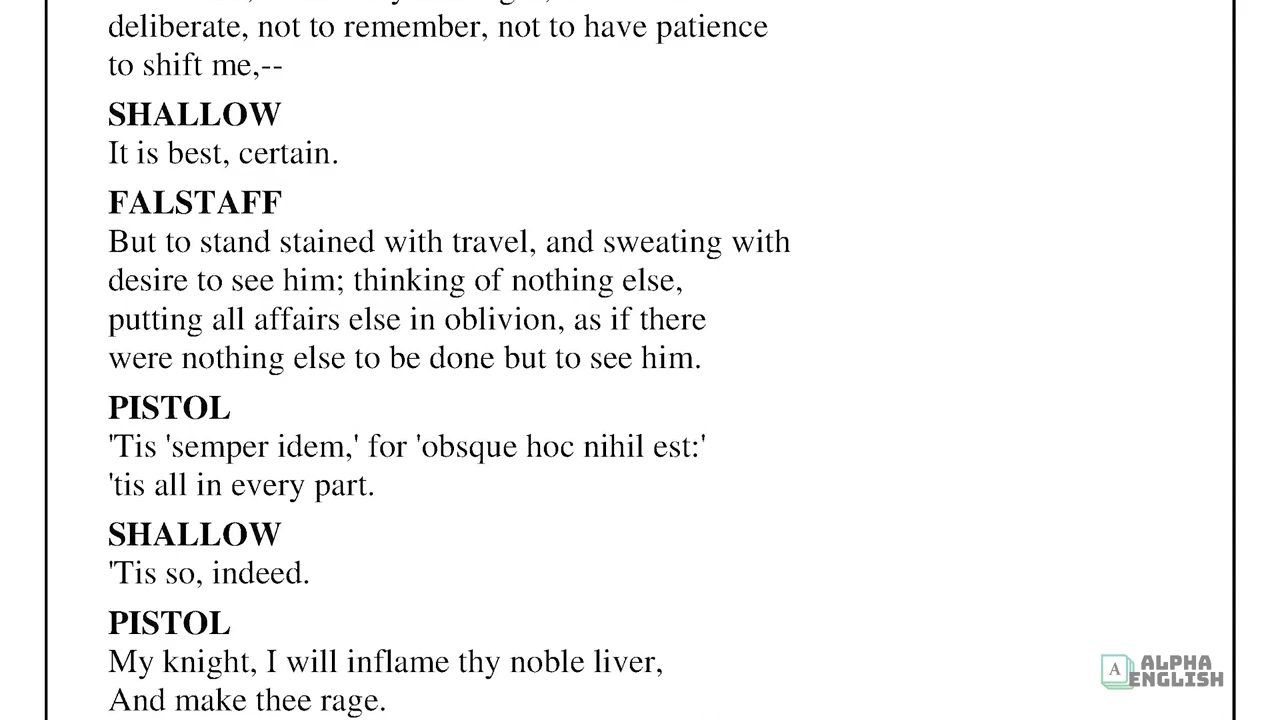 deliberate, not to remember, not to have patience
to shift me,--
SHALLOW
It is best, certain.
FALSTAFF
But to stand stained with travel, and sweating with
desire to see him; thinking of nothing else,
putting all affairs else in oblivion, as if there
were nothing else to be done but to see him.
PISTOL
'Tis 'semper idem,' for 'obsque hoc nihil est:'
'tis all in every part.
SHALLOW
'Tis so, indeed.
PISTOL
My knight, I will inflame thy noble liver,
And make thee rage.
A
ALPHA
ENGLISH